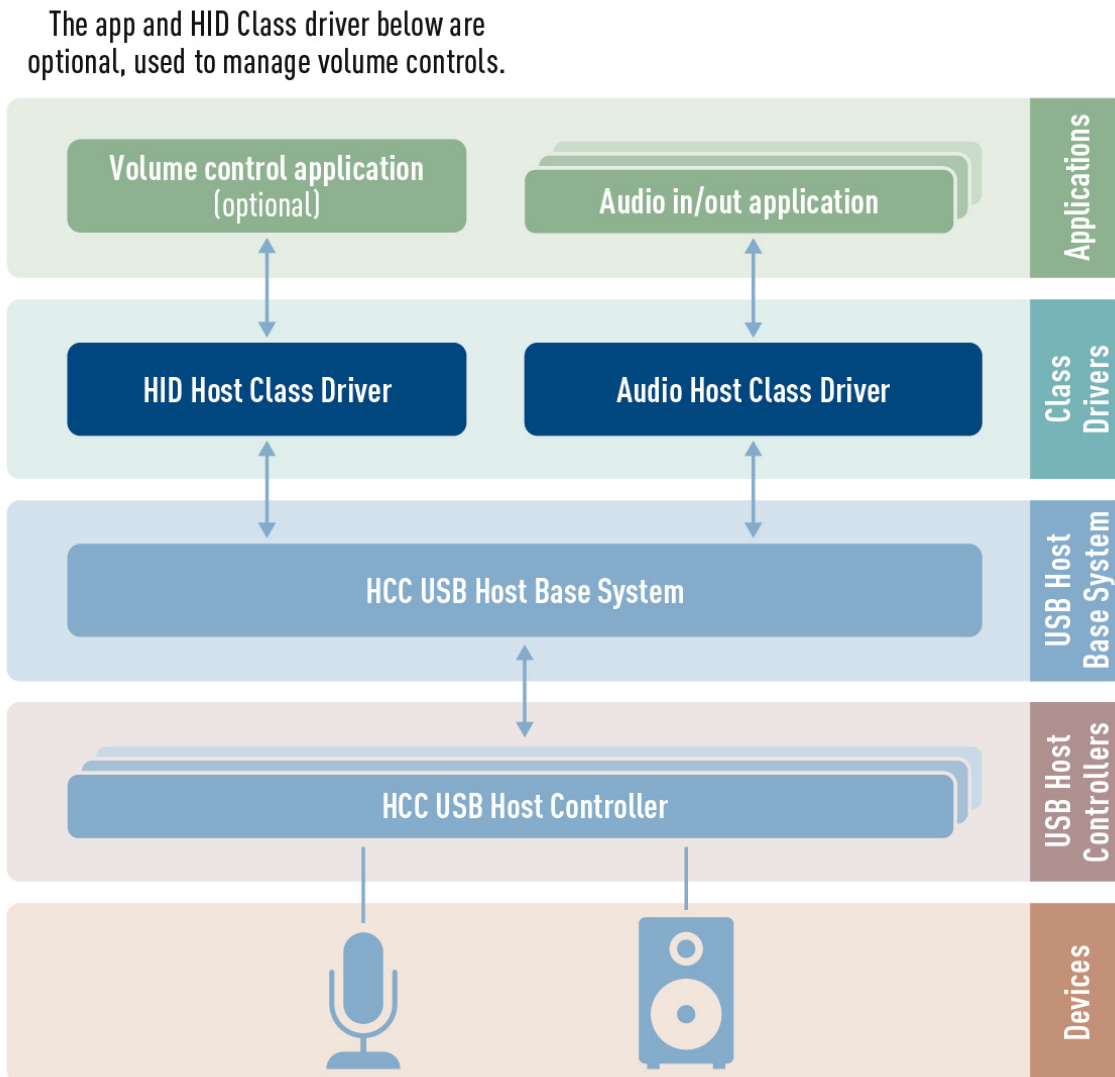 The app and HID Class driver below are
optional, used to manage volume controls.
Volume control application
(optional)
Audio in/out application
Applications
HID Host Class Driver
Audio Host Class Driver
Class
Drivers
HCC USB Host Base System
USB Host
Base System
HCC USB Host Controller
USB Host
Controllers
Devices